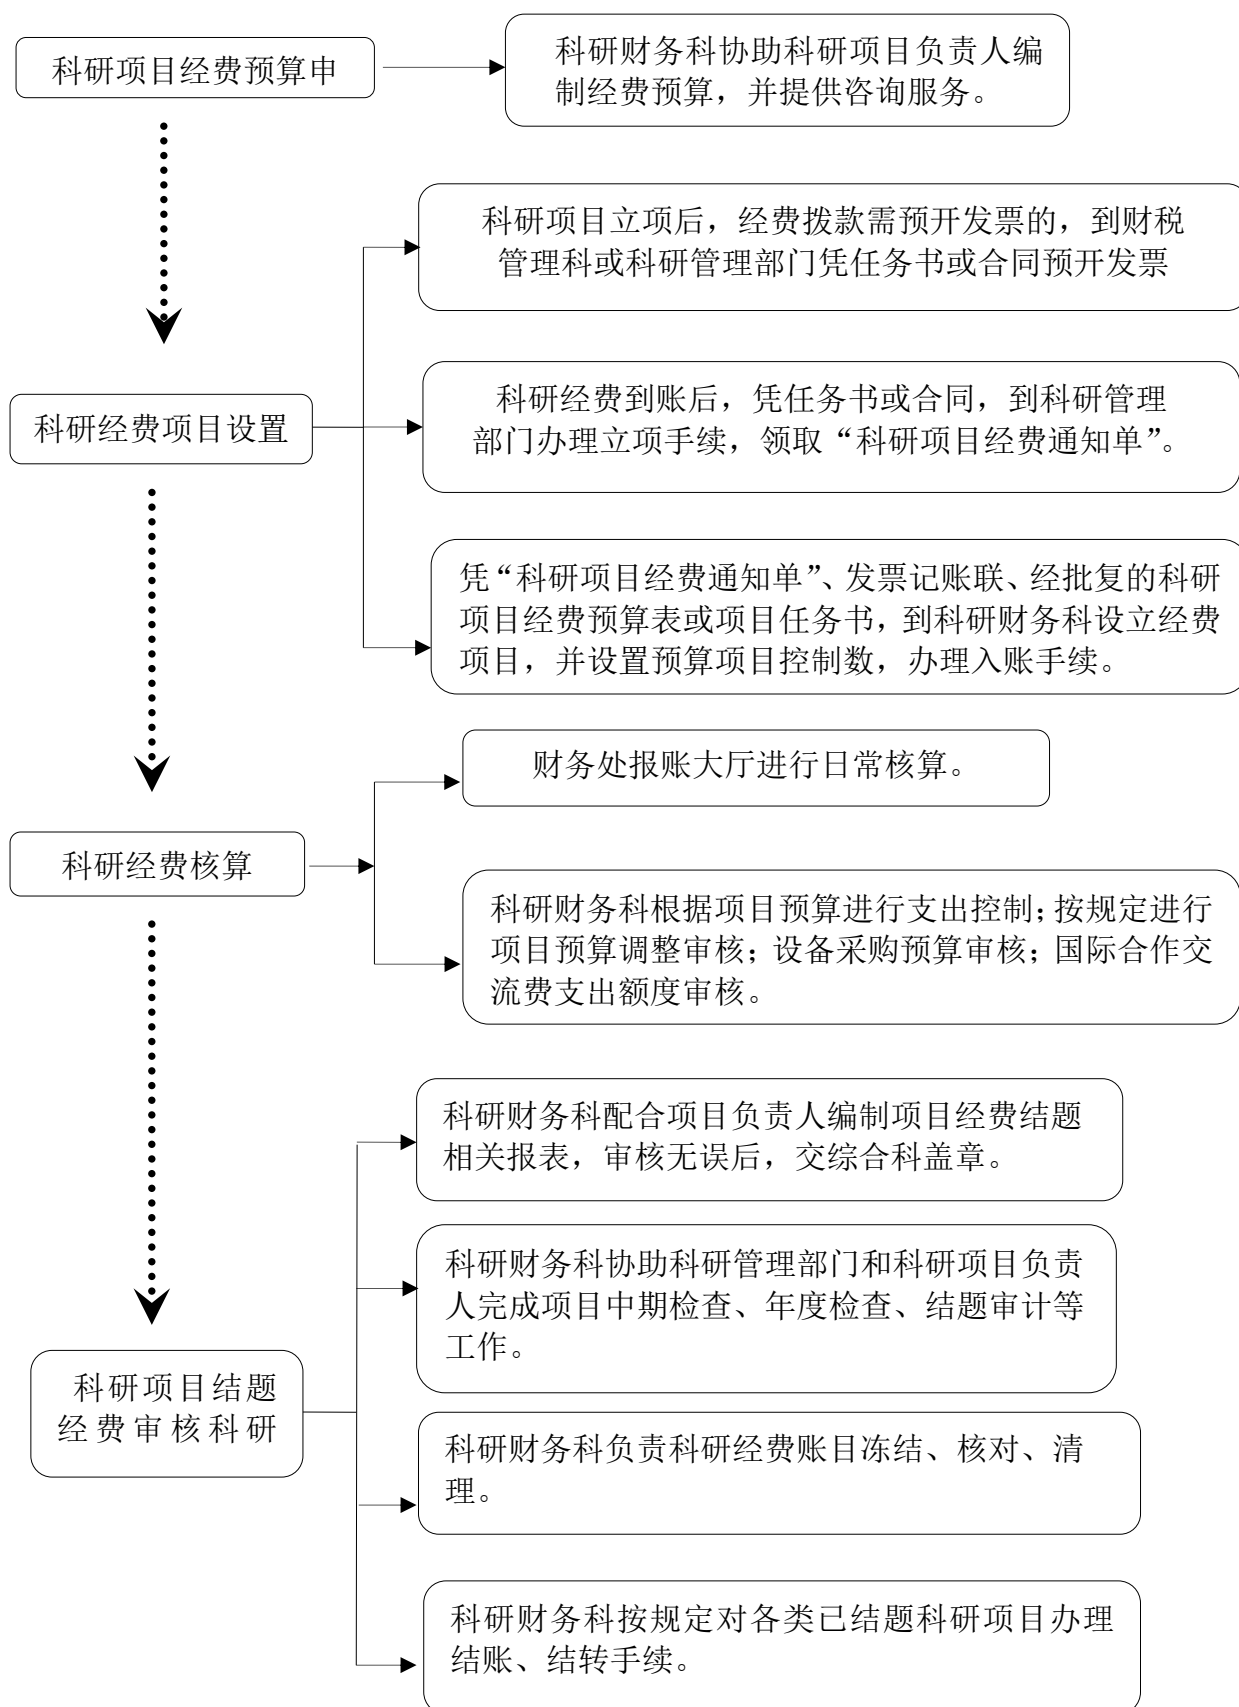 科研项目经费预算申
科研财务科协助科研项目负责人编
制经费预算，并提供咨询服务。
科研项目立项后，经费拨款需预开发票的，到财税
管理科或科研管理部门凭任务书或合同预开发票
科研经费项目设置
科研经费到账后，凭任务书或合同，到科研管理
部门办理立项手续，领取“科研项目经费通知单”。
凭“科研项目经费通知单”、发票记账联、经批复的科研
项目经费预算表或项目任务书，到科研财务科设立经费
项目，并设置预算项目控制数，办理入账手续。
财务处报账大厅进行日常核算。
科研经费核算
科研财务科根据项目预算进行支出控制；按规定进行
项目预算调整审核；设备采购预算审核；国际合作交
流费支出额度审核。
科研财务科配合项目负责人编制项目经费结题
相关报表，审核无误后，交综合科盖章。
科研财务科协助科研管理部门和科研项目负责
人完成项目中期检查、年度检查、结题审计等
工作。
科研项目结题
经费审核科研
科研财务科负责科研经费账目冻结、核对、清
理。
科研财务科按规定对各类已结题科研项目办理
结账、结转手续。